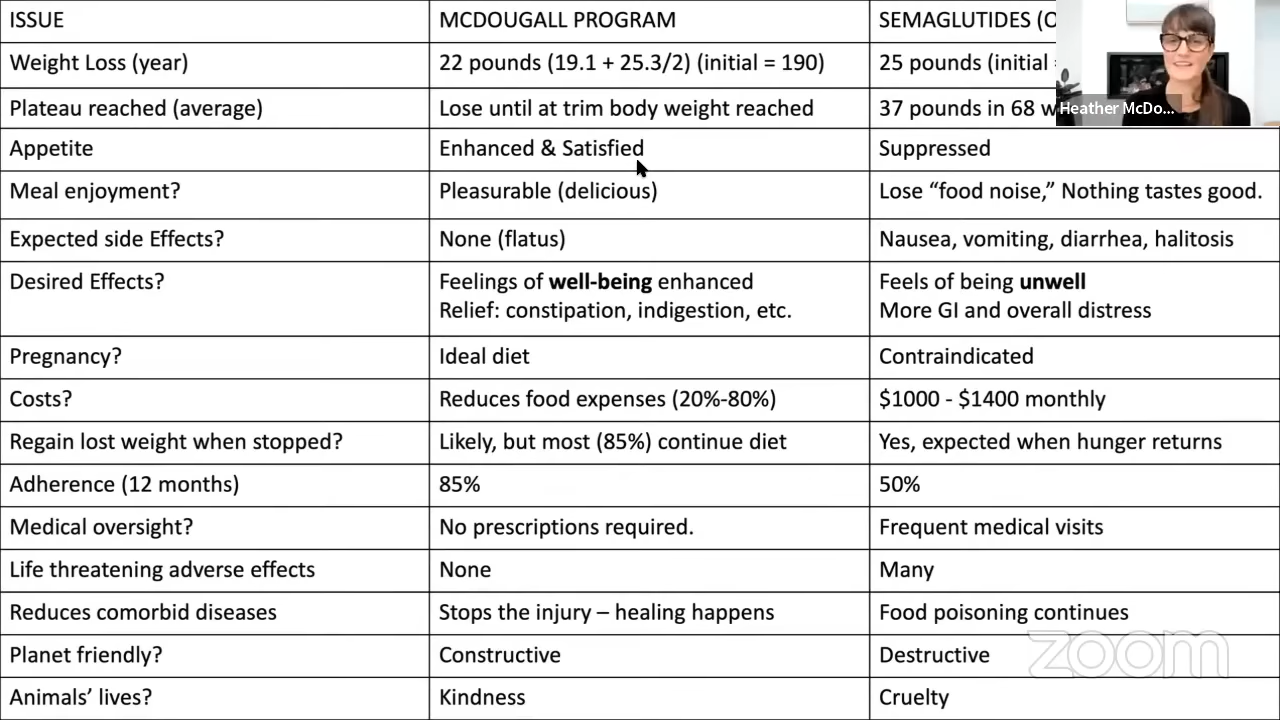 ISSUE MCDOUGALL PROGRAM SEMAGLUTIDES (O
Weight Loss (year) 22 pounds (19.1 + 25.3/2) (initial = 190) 25 pounds (initial
Plateau reached (average) Lose until at trim body weight reached 37 pounds in 68 w
Heather McDo...
Appetite Enhanced & Satisfied Suppressed
Meal enjoyment? Pleasurable (delicious) Lose “food noise,” Nothing tastes good.
Expected side Effects? None (flatus) Nausea, vomiting, diarrhea, halitosis
Desired Effects? Feelings of well-being enhanced Feels of being unwell
Relief: constipation, indigestion, etc. More GI and overall distress
Pregnancy? Ideal diet Contraindicated
Costs? Reduces food expenses (20%-80%) $1000 - $1400 monthly
Regain lost weight when stopped? Likely, but most (85%) continue diet Yes, expected when hunger returns
Adherence (12 months) 85% 50%
Medical oversight? No prescriptions required. Frequent medical visits
Life threatening adverse effects None Many
Reduces comorbid diseases Stops the injury – healing happens Food poisoning continues
Planet friendly? Constructive Destructive
zoom
Animals’ lives? Kindness Cruelty